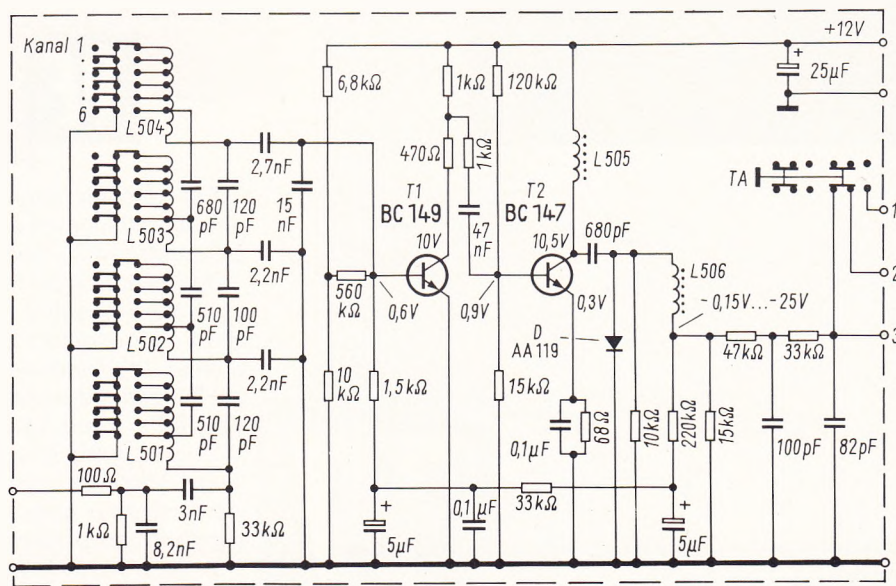 Kanal 1
6
L504
L503
L502
L501
680 pF
120 pF
2,7nF
15 nF
2,2nF
510 pF
100 pF
2,2nF
510 pF
120 pF
100Ω
1kΩ
8,2nF
3nF
33kΩ
6,8kΩ
560 kΩ
10 kΩ
1,5kΩ
0,6V
1kΩ
470Ω
1kΩ
T1
BC 149
10V
47 nF
120kΩ
0,9V
15kΩ
T2
BC 147
10,5V
0,3V
L505
680pF
D
AA 119
0,1µF
68Ω
10kΩ
220kΩ
15kΩ
L506
-0,15V...-25V
47kΩ
33kΩ
100pF
82pF
+
5µF
0,1µF
33kΩ
+
5µF
+12V
+
25µF
TA
1
2
3